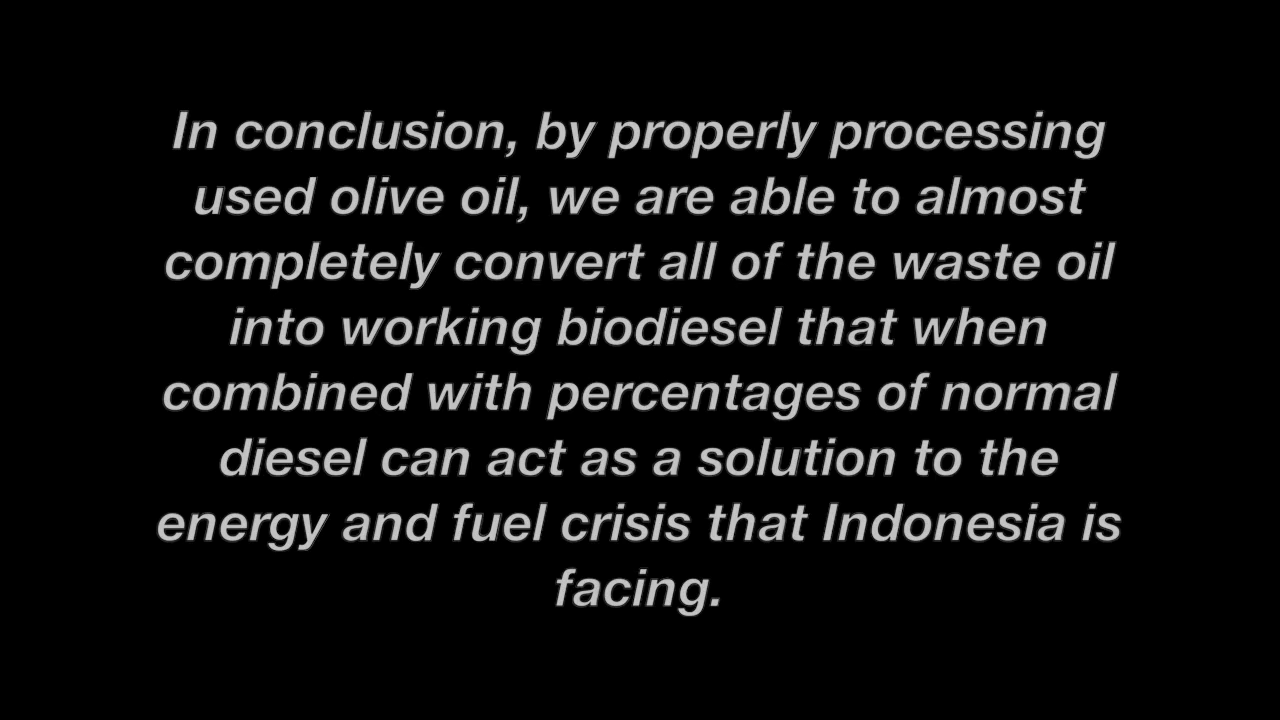 In conclusion, by properly processing
used olive oil, we are able to almost
completely convert all of the waste oil
into working biodiesel that when
combined with percentages of normal
diesel can act as a solution to the
energy and fuel crisis that Indonesia is
facing.